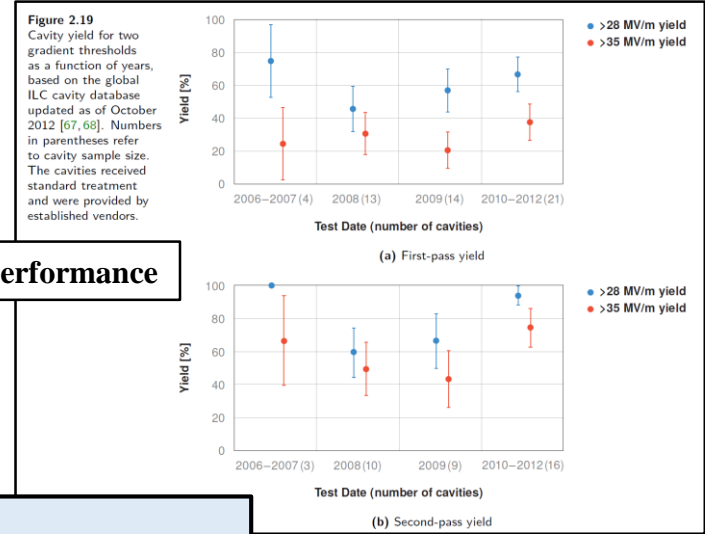 Figure 2.19
Cavity yield for two
gradient thresholds
as a function of years,
based on the global
ILC cavity database
updated as of October
2012 [67,68]. Numbers
in parentheses refer
to cavity sample size.
The cavities received
standard treatment
and were provided by
established vendors.
100
80
60
40
20
0
Yield [%]
2006−2007(4) 2008(13) 2009(14) 2010−2012(21)
Test Date (number of cavities)
>28 MV/m yield
>35 MV/m yield
(a) First-pass yield
erformance
100
80
60
40
20
0
Yield [%]
2006−2007(3) 2008(10) 2009(9) 2010−2012(16)
Test Date (number of cavities)
>28 MV/m yield
>35 MV/m yield
(b) Second-pass yield